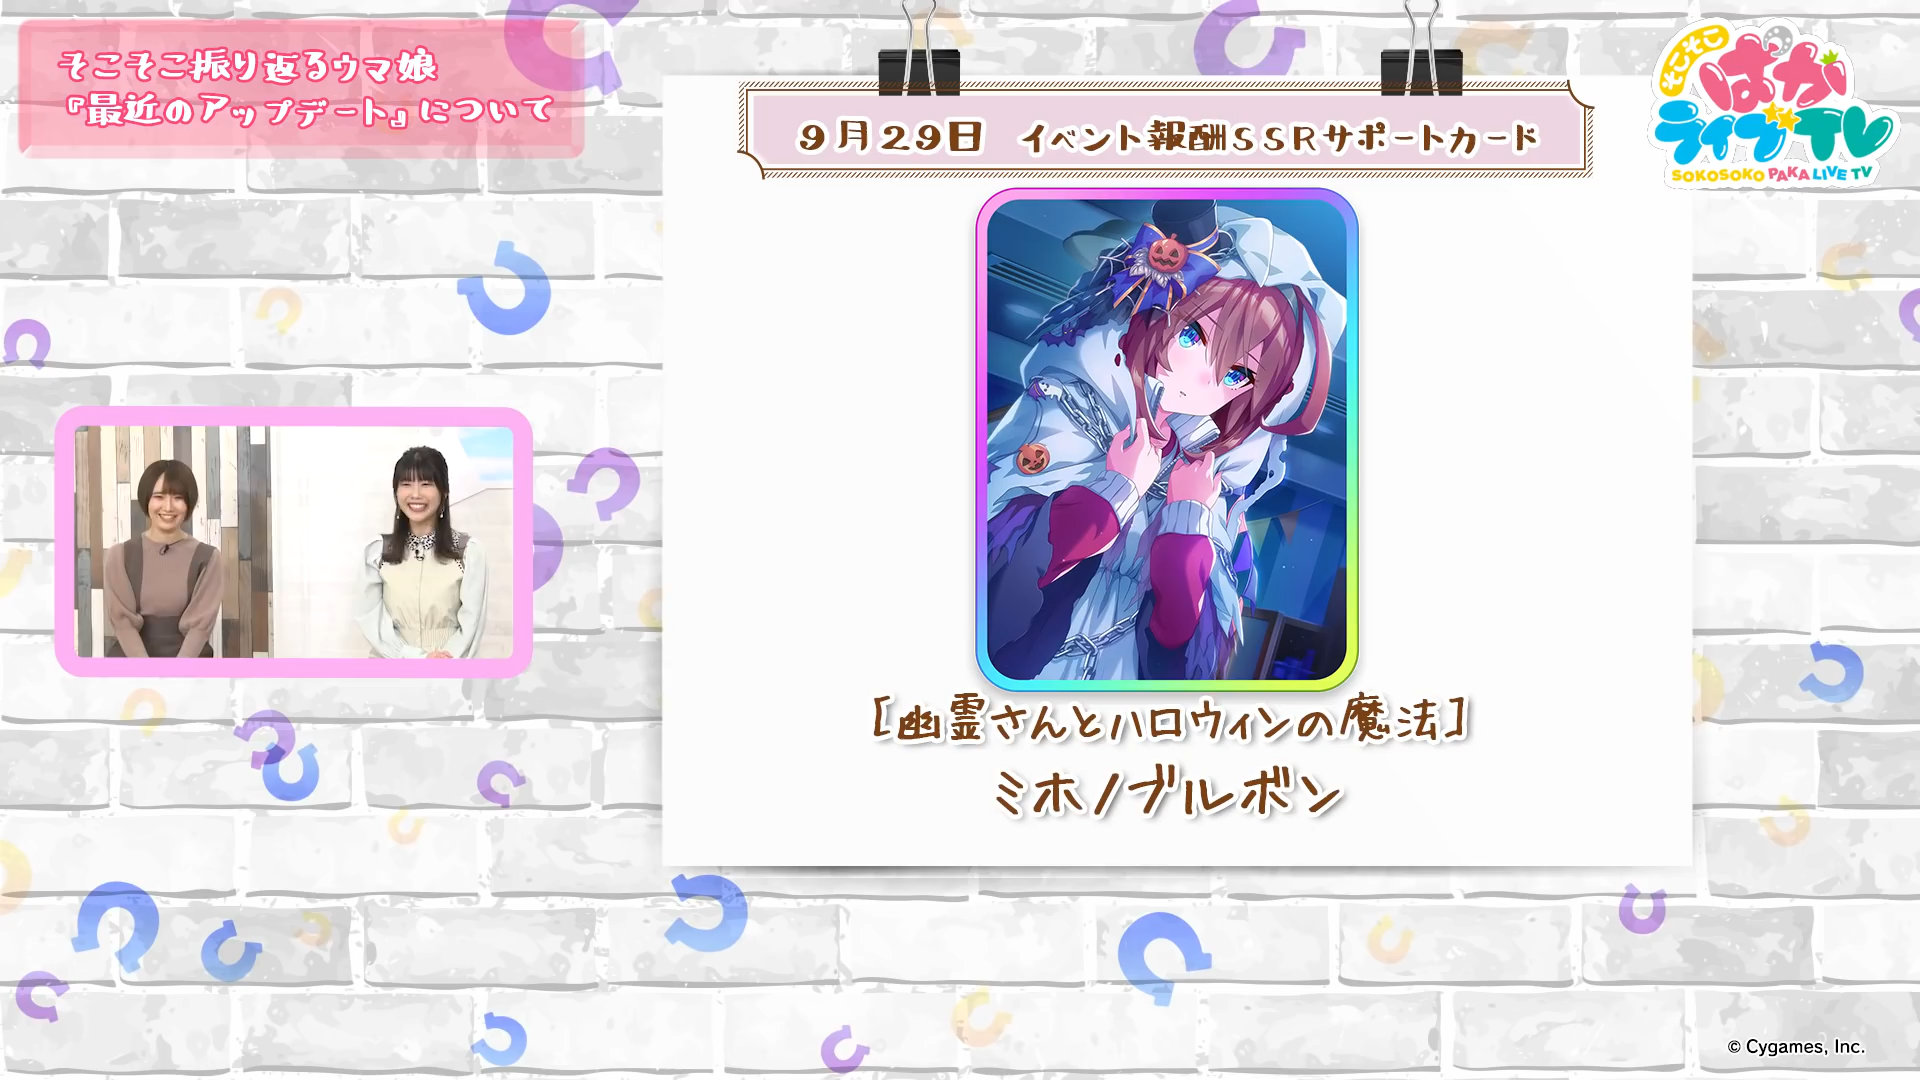 そこそこ振り返るウマ娘
『最近のアップデート』について
9月29日 イベント報酬SSRサポートカード
そこそこ
ぱか
ライブTV
SOKOSOKO PAKA LIVE TV
[幽霊さんとハロウィンの魔法]
ミホノブルボン
© Cygames, Inc.